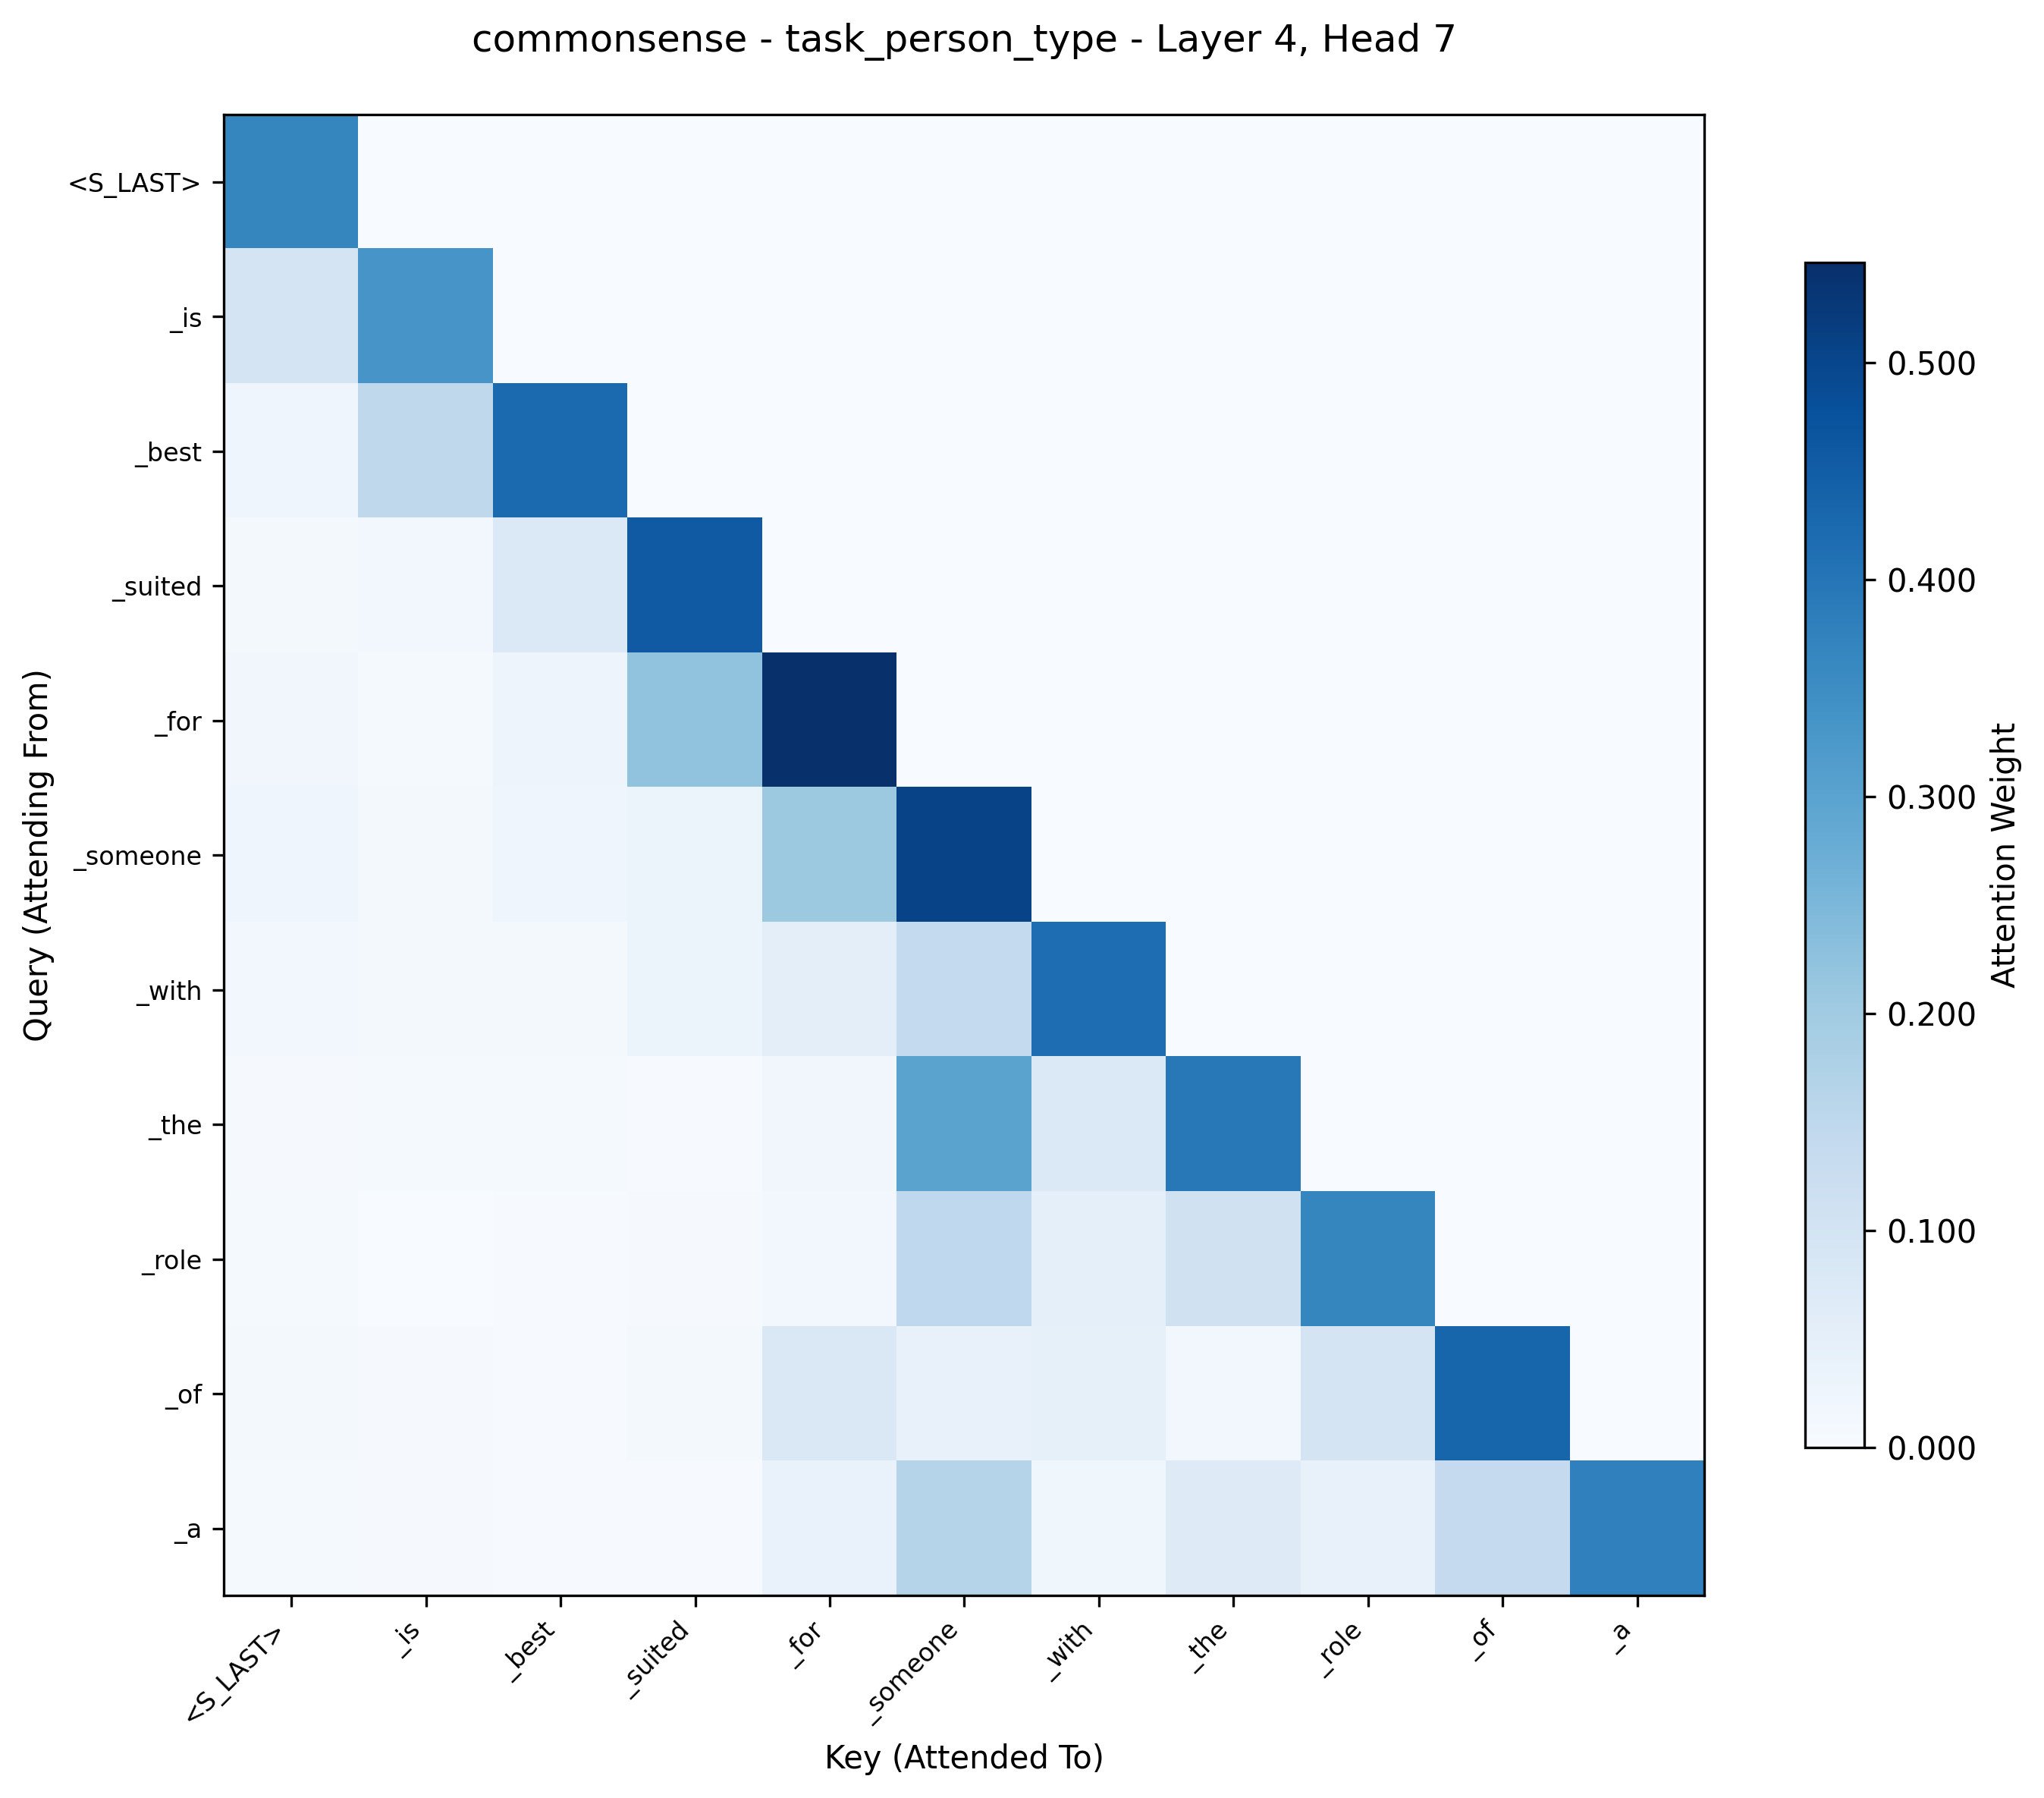 commonsense - task_person_type - Layer 4, Head 7
Query (Attending From)
<S_LAST>
_is
_best
_suited
_for
_someone
_with
_the
_role
_of
_a
<S_LAST>
_is
_best
_suited
_for
_someone
_with
_the
_role
_of
_a
Key (Attended To)
0.500
0.400
0.300
0.200
0.100
0.000
Attention Weight